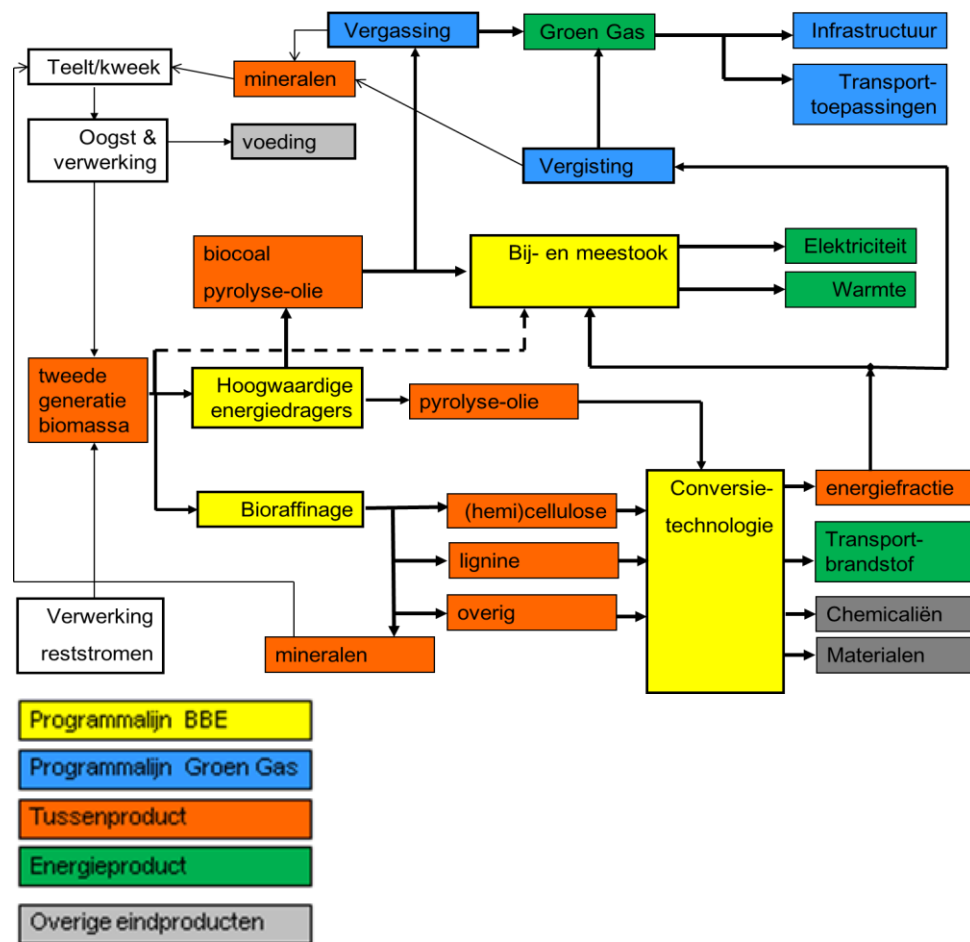 Vergassing
Groen Gas
Infrastructuur
Teelt/kweek
mineralen
Transport-
toepassingen
Oogst &
verwerking
voeding
Vergisting
biocoal
pyrolyse-olie
Bij- en meestook
Elektriciteit
Warmte
tweede
generatie
biomassa
Hoogwaardige
energiedragers
pyrolyse-olie
Bioraffinage
(hemi)cellulose
Conversie-
technologie
energiefractie
lignine
Transport-
brandstof
Verwerking
reststromen
overig
Chemicaliën
mineralen
Materialen
Programmalijn BBE
Programmalijn Groen Gas
Tussenproduct
Energieproduct
Overige eindproducten